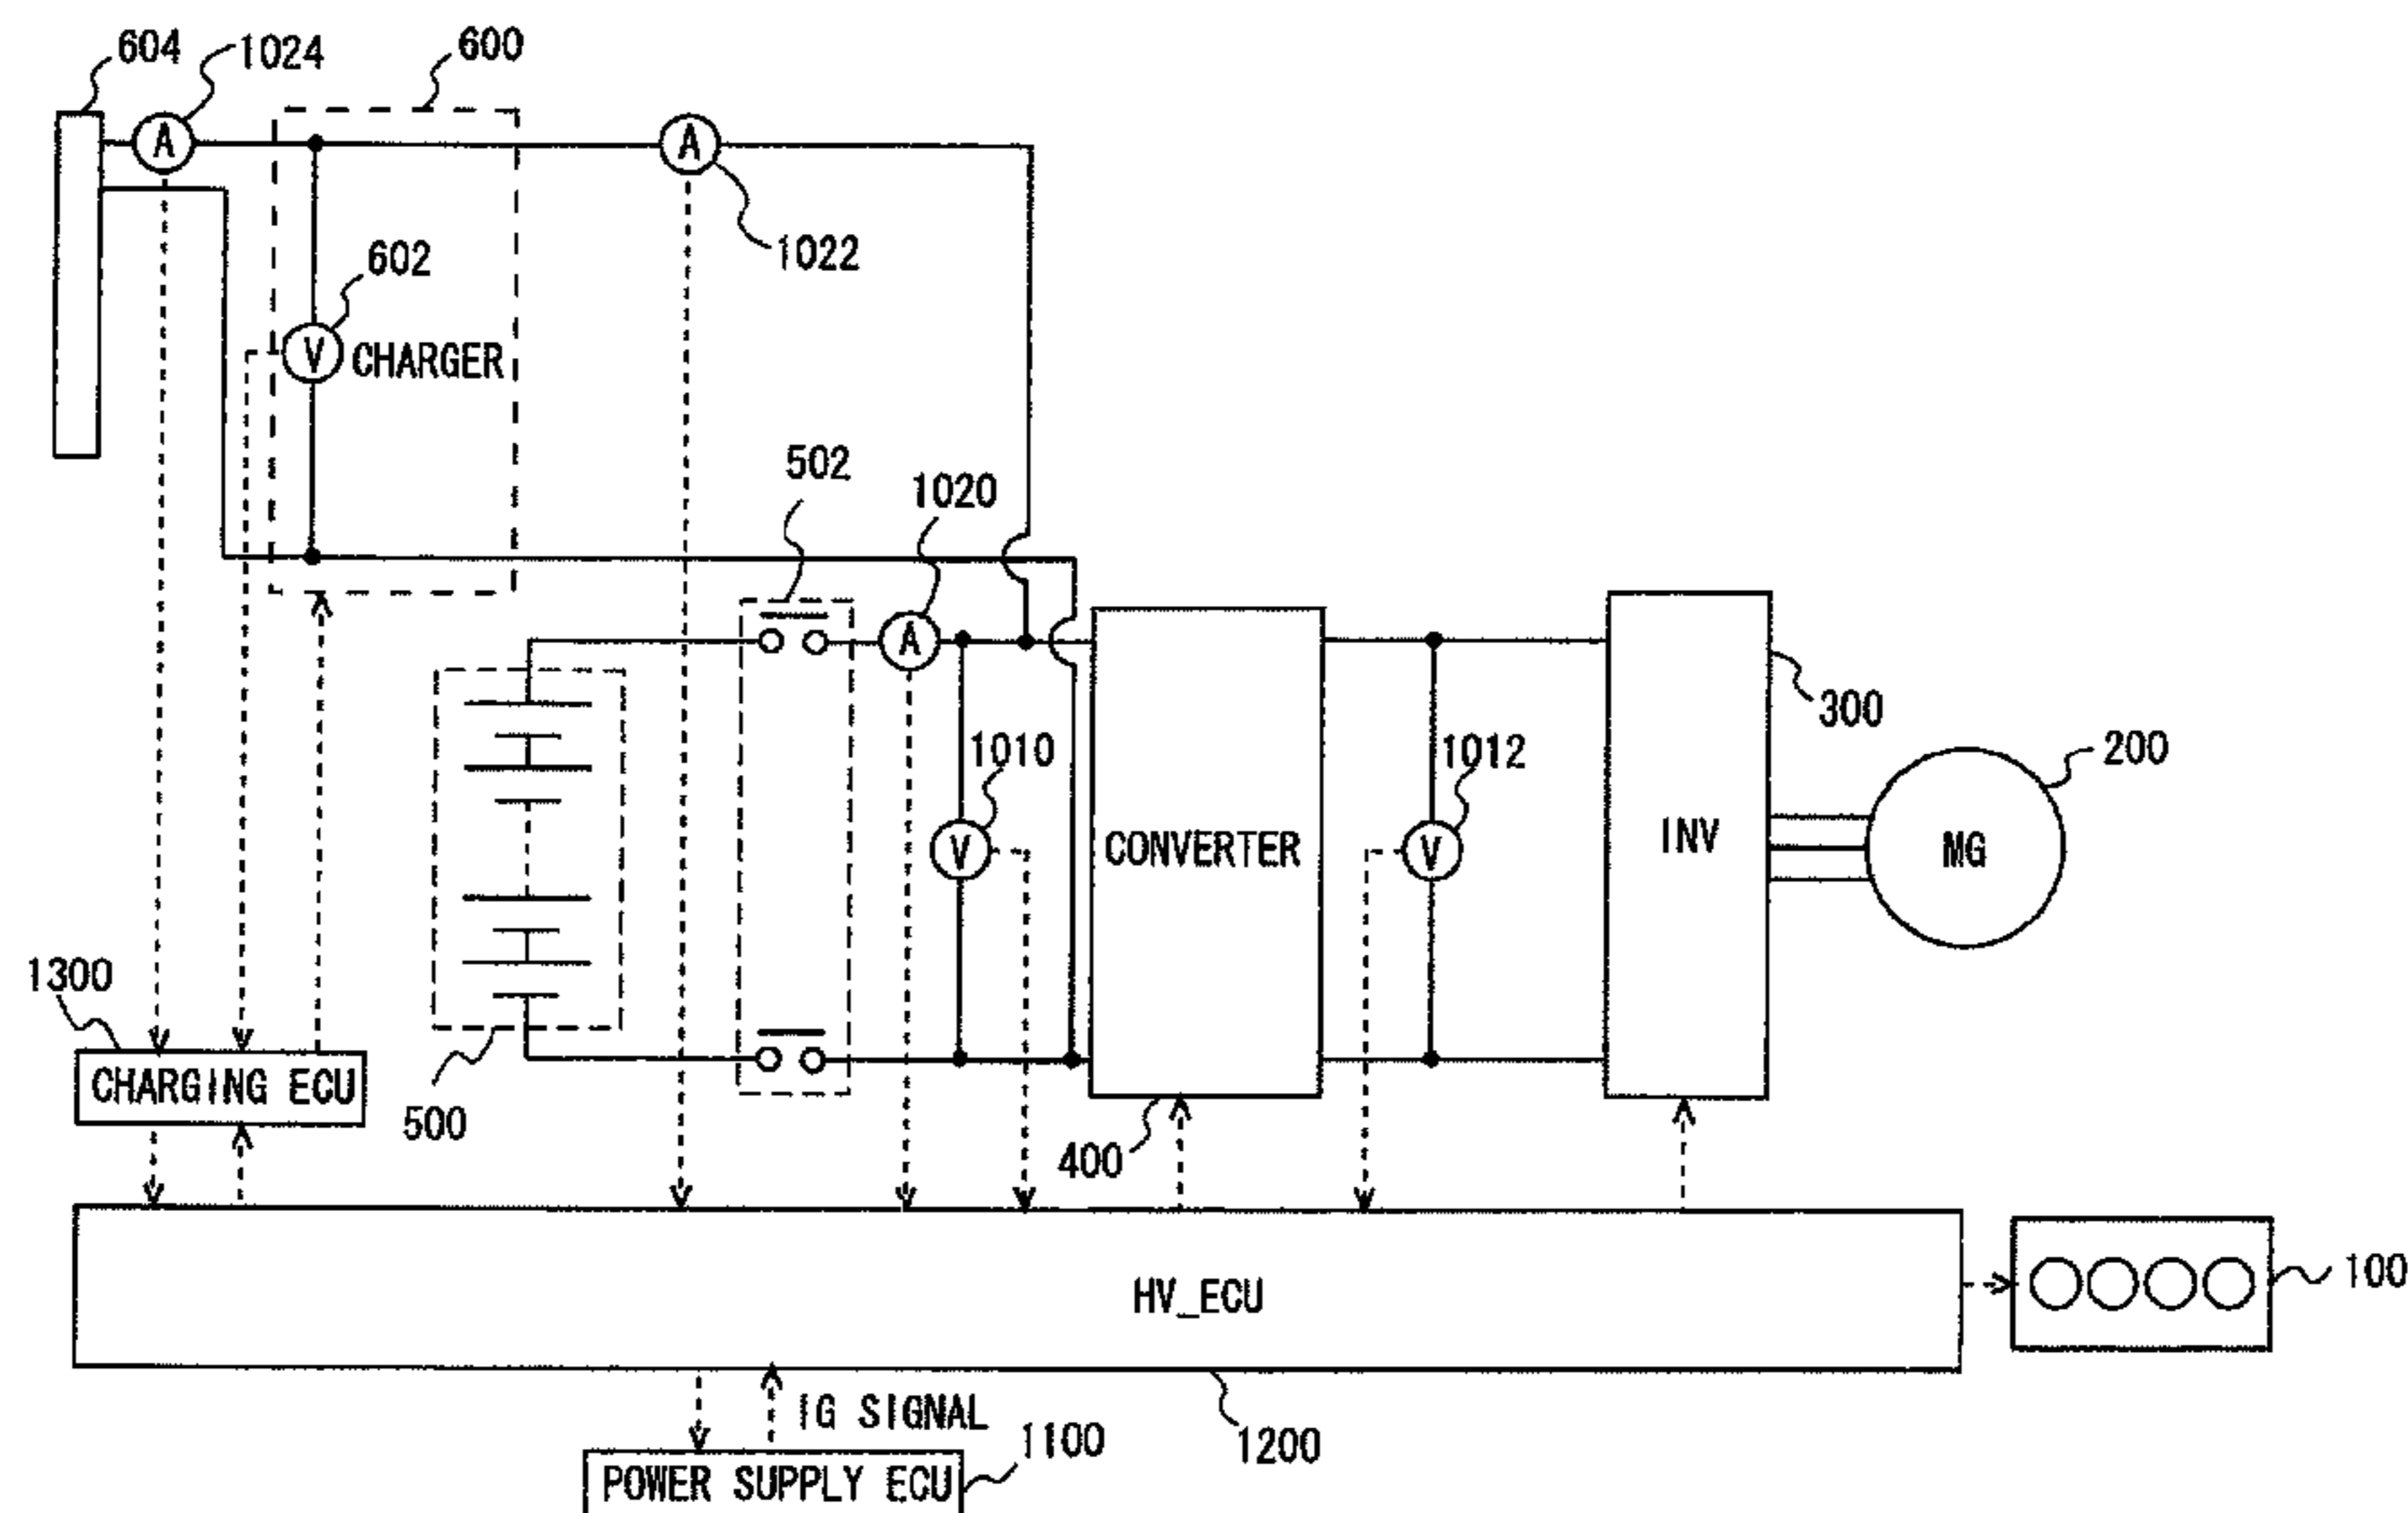 604
1024
600
A
A
1022
602
V
CHARGER
502
1020
A
300
1010
1012
200
V
CONVERTER
V
INV
MG
1300
CHARGING ECU
500
400
HV_ECU
100
IG SIGNAL
1200
1100
POWER SUPPLY ECU